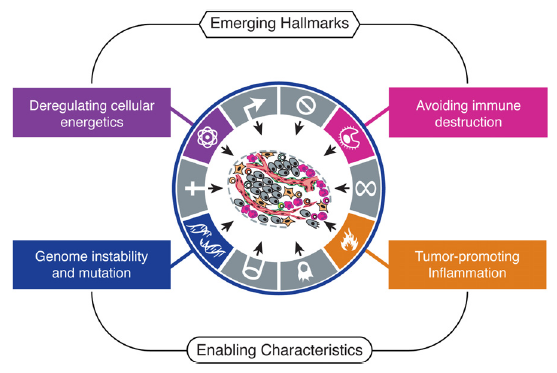 Emerging Hallmarks
Deregulating cellular
energetics
Avoiding immune
destruction
Genome instability
and mutation
Tumor-promoting
Inflammation
Enabling Characteristics